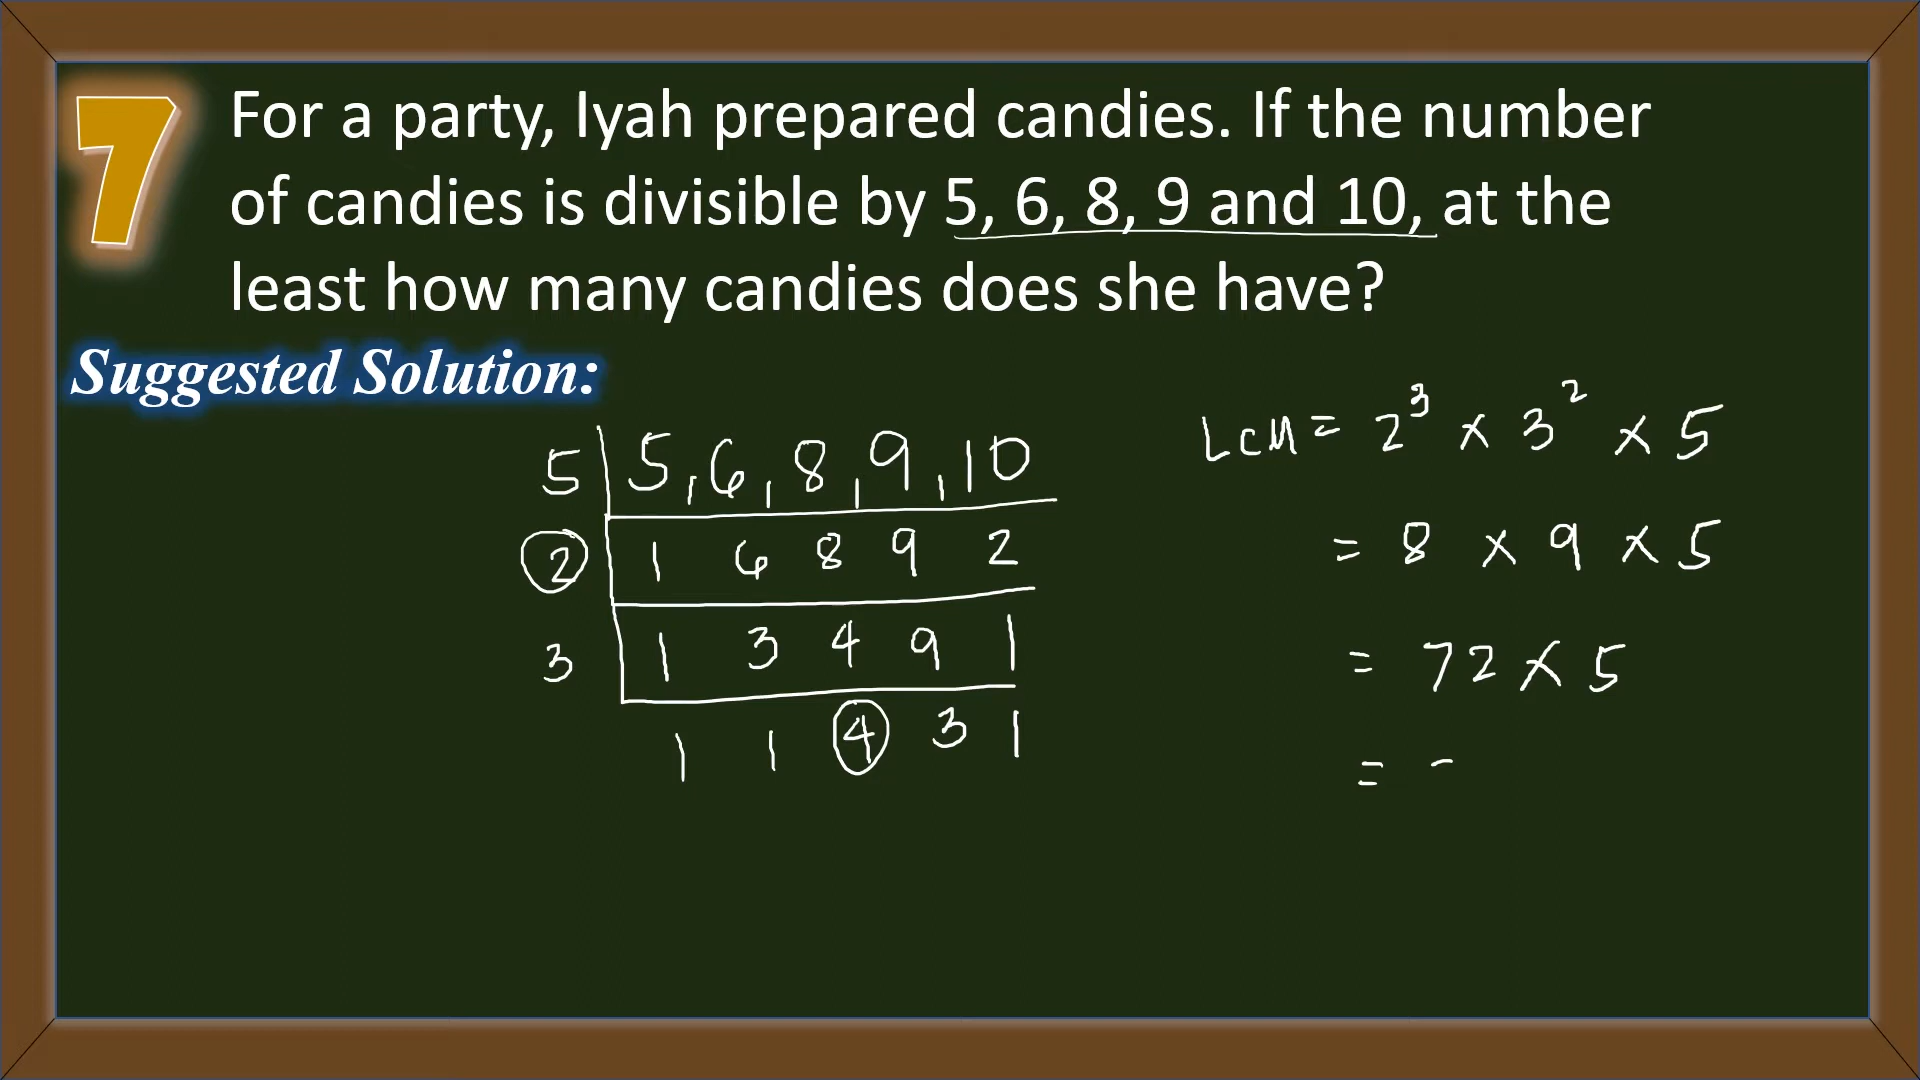 7
For a party, Iyah prepared candies. If the number
of candies is divisible by 5, 6, 8, 9 and 10, at the
least how many candies does she have?
Suggested Solution:
5 5, 6, 8, 9, 10
2 1 6 8 9 2
3 1 3 4 9 1
1 1 4 3 1
LCM = 2³ × 3² × 5
= 8 × 9 × 5
= 72 × 5
=